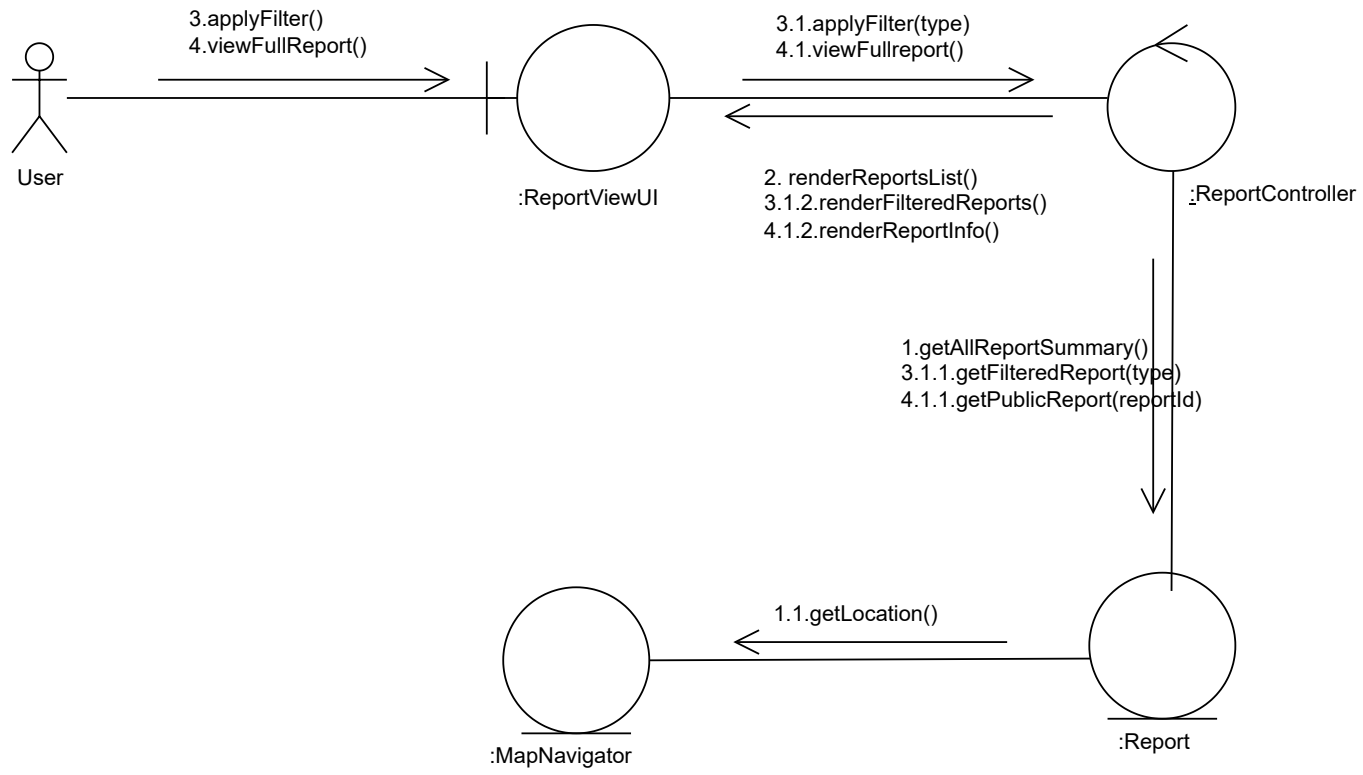 3.applyFilter()
4.viewFullReport()
3.1.applyFilter(type)
4.1.viewFullreport()
User
:ReportViewUI
2. renderReportsList()
3.1.2.renderFilteredReports()
4.1.2.renderReportInfo()
:ReportController
1.getAllReportSummary()
3.1.1.getFilteredReport(type)
4.1.1.getPublicReport(reportId)
1.1.getLocation()
:MapNavigator
:Report